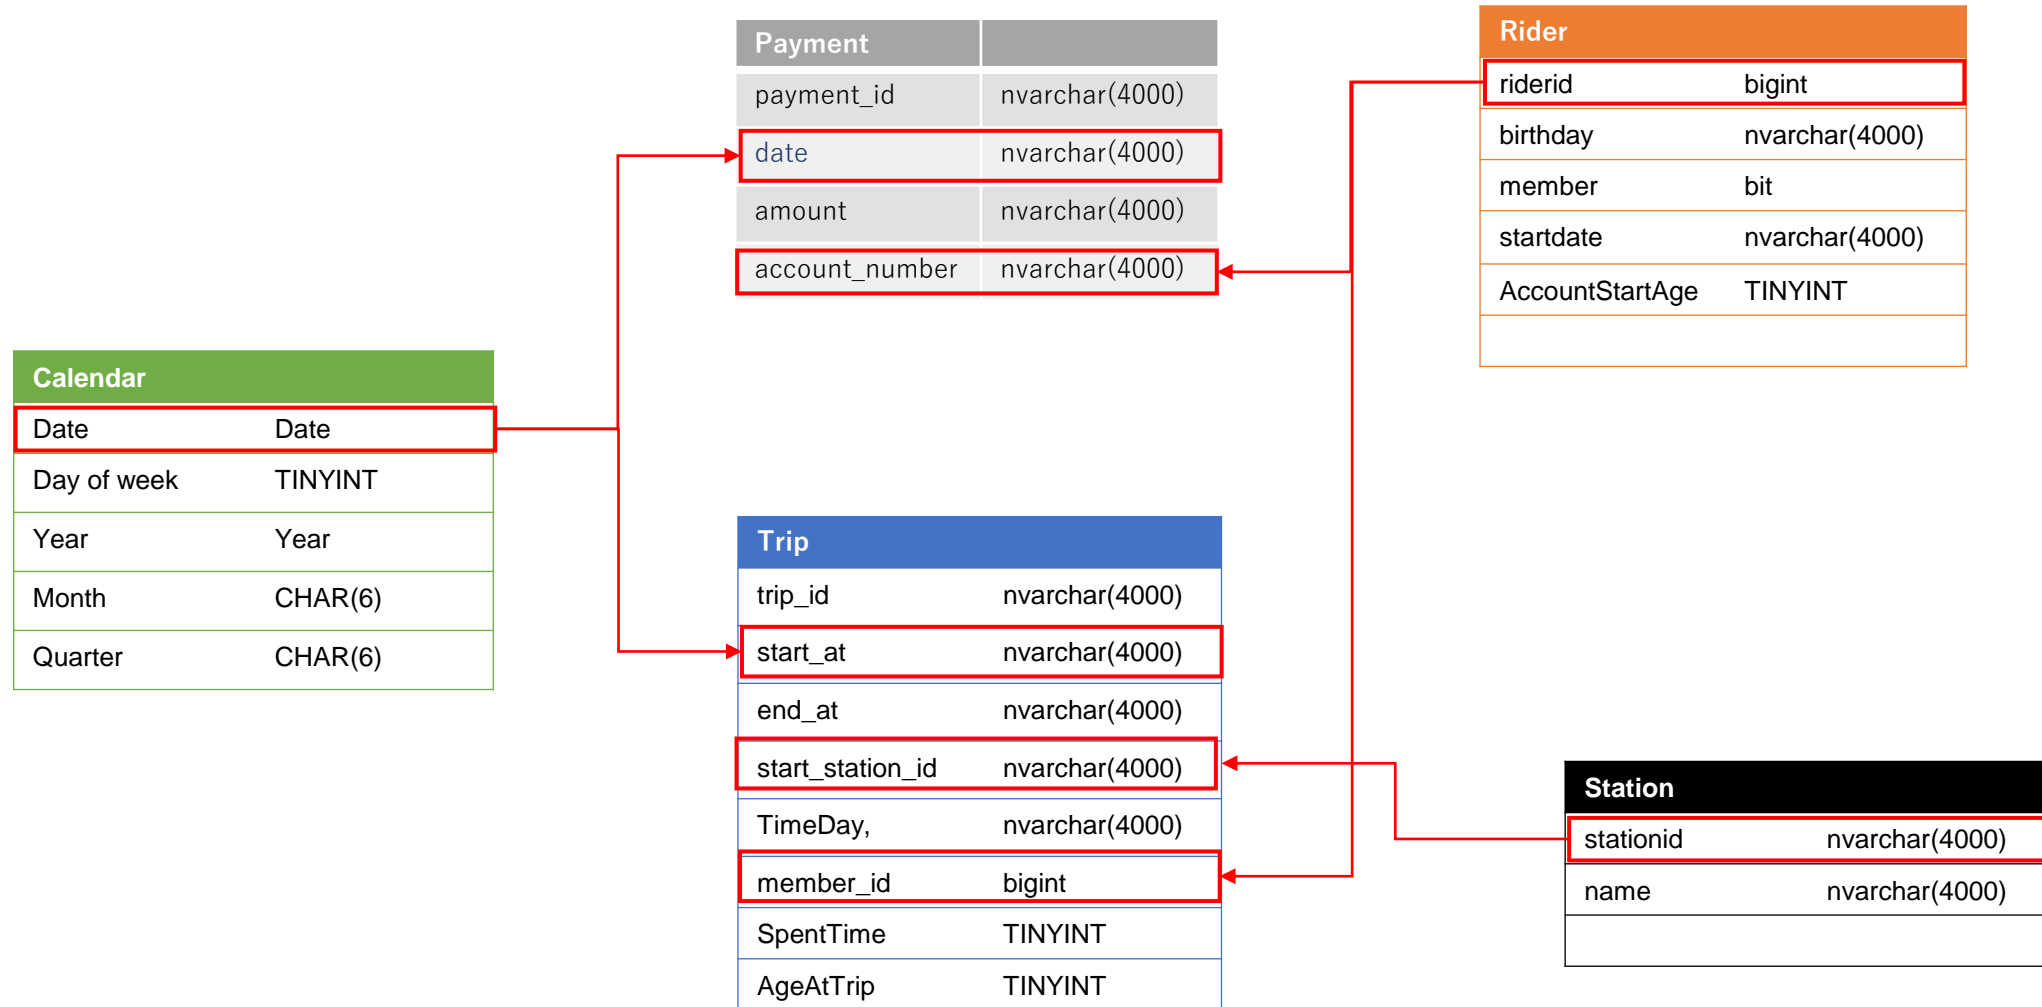 Payment
payment_id nvarchar(4000)
date nvarchar(4000)
amount nvarchar(4000)
account_number nvarchar(4000)
Rider
riderid bigint
birthday nvarchar(4000)
member bit
startdate nvarchar(4000)
AccountStartAge TINYINT
Calendar
Date Date
Day of week TINYINT
Year Year
Month CHAR(6)
Quarter CHAR(6)
Trip
trip_id nvarchar(4000)
start_at nvarchar(4000)
end_at nvarchar(4000)
start_station_id nvarchar(4000)
TimeDay, nvarchar(4000)
member_id bigint
SpentTime TINYINT
AgeAtTrip TINYINT
Station
stationid nvarchar(4000)
name nvarchar(4000)